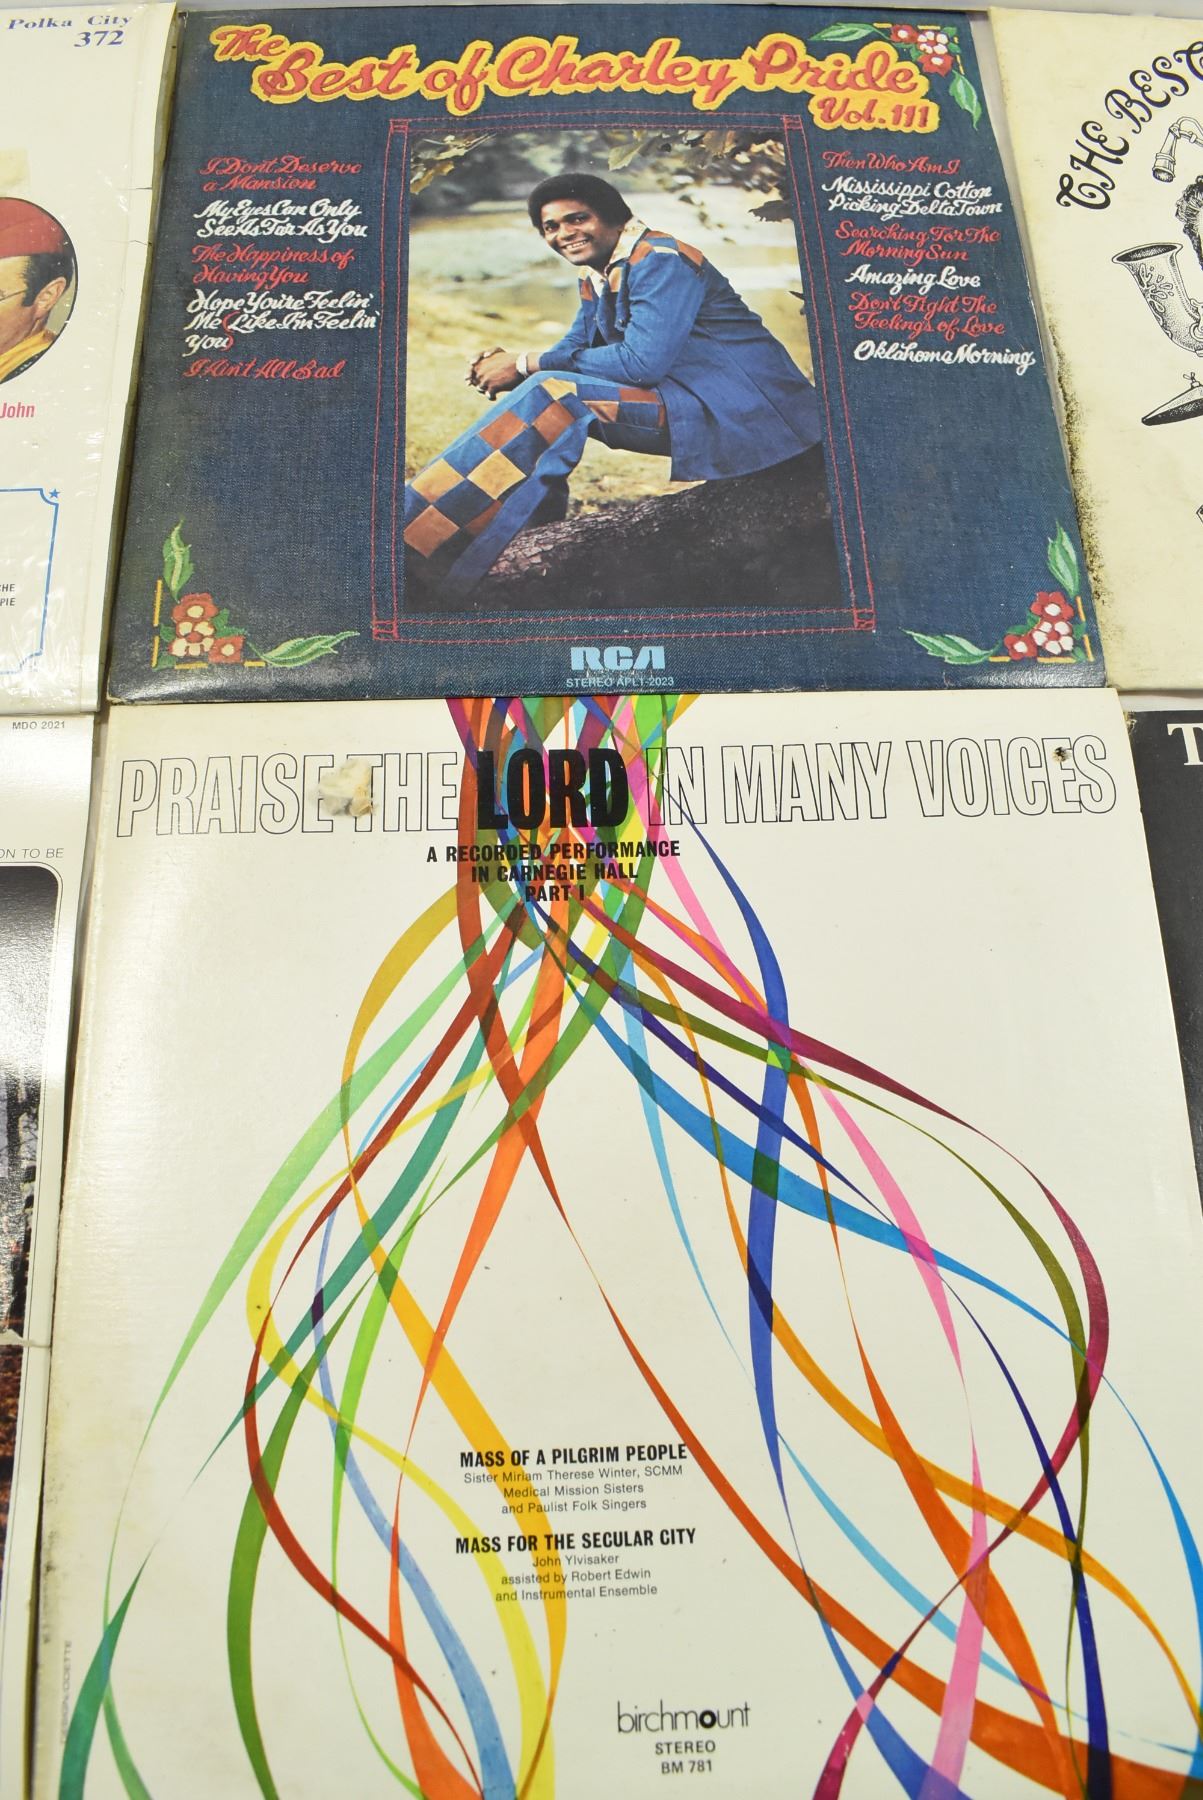 Polka City
372
John
CHE
PIE
The
Best of Charley Pride
Vol. III
I Don't Deserve
a Mansion
My Eyes Can Only
See As Far As You
The Happiness of
Having You
Hope You're Feelin'
Me (Like I'm Feelin'
You)
I Ain't All Bad
Then Who Am I
Mississippi Cotton
Picking Delta Town
Searching For The
Morning Sun
Amazing Love
Don't Fight The
Feelings of Love
Oklahoma Morning
RCA
STEREO APL1-2023
THE BEST
MDO 2021
ON TO BE
PRAISE THE LORD IN MANY VOICES
A RECORDED PERFORMANCE
IN CARNEGIE HALL
PART I
MASS OF A PILGRIM PEOPLE
Sister Miriam Therese Winter, SCMM
Medical Mission Sisters
and Paulist Folk Singers
MASS FOR THE SECULAR CITY
John Ylvisaker
assisted by Robert Edwin
and Instrumental Ensemble
DESIGN/ODETTE
birchmount
STEREO
BM 781
T